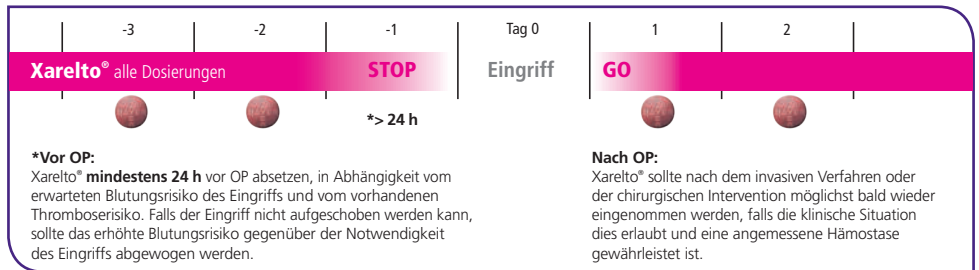 -3 -2 -1 Tag 0 1 2
Xarelto® alle Dosierungen STOP Eingriff GO
*> 24 h
*Vor OP:
Xarelto® mindestens 24 h vor OP absetzen, in Abhängigkeit vom
erwarteten Blutungsrisiko des Eingriffs und vom vorhandenen
Thromboserisiko. Falls der Eingriff nicht aufgeschoben werden kann,
sollte das erhöhte Blutungsrisiko gegenüber der Notwendigkeit
des Eingriffs abgewogen werden.
Nach OP:
Xarelto® sollte nach dem invasiven Verfahren oder
der chirurgischen Intervention möglichst bald wieder
eingenommen werden, falls die klinische Situation
dies erlaubt und eine angemessene Hämostase
gewährleistet ist.